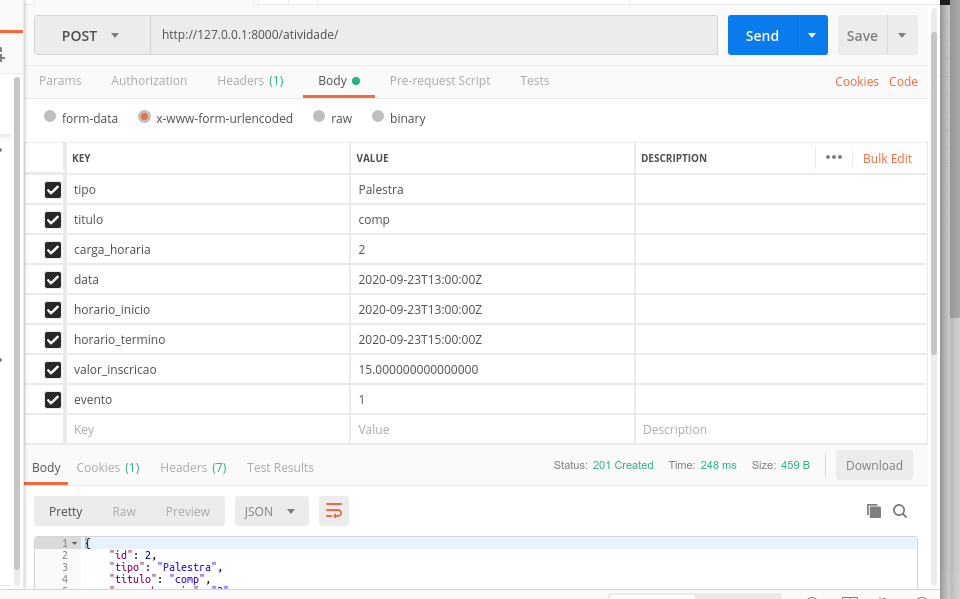 POST http://127.0.0.1:8000/atividade/ Send Save
Params Authorization Headers (1) Body Pre-request Script Tests Cookies Code
form-data x-www-form-urlencoded raw binary
KEY VALUE DESCRIPTION ••• Bulk Edit
tipo Palestra
titulo comp
carga_horaria 2
data 2020-09-23T13:00:00Z
horario_inicio 2020-09-23T13:00:00Z
horario_termino 2020-09-23T15:00:00Z
valor_inscricao 15.000000000000000
evento 1
Key Value Description
Body Cookies (1) Headers (7) Test Results Status: 201 Created Time: 248 ms Size: 459 B Download
Pretty Raw Preview JSON
1 {
2 "id": 2,
3 "tipo": "Palestra",
4 "titulo": "comp",